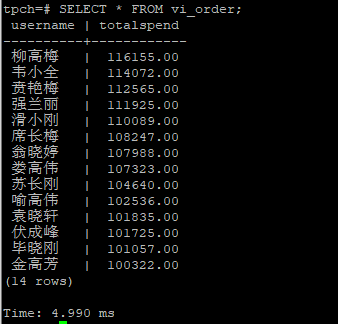 tpch=# SELECT * FROM vi_order;
 username | totalspend
----------+------------
 柳高梅   |  116155.00
 韦小全   |  114072.00
 贲艳梅   |  112565.00
 强兰丽   |  111925.00
 滑小刚   |  110089.00
 席长梅   |  108247.00
 翁晓婷   |  107988.00
 娄高伟   |  107323.00
 苏长刚   |  104640.00
 喻高伟   |  102536.00
 袁晓轩   |  101835.00
 伏成峰   |  101725.00
 毕晓刚   |  101057.00
 金高芳   |  100322.00
(14 rows)
Time: 4.990 ms